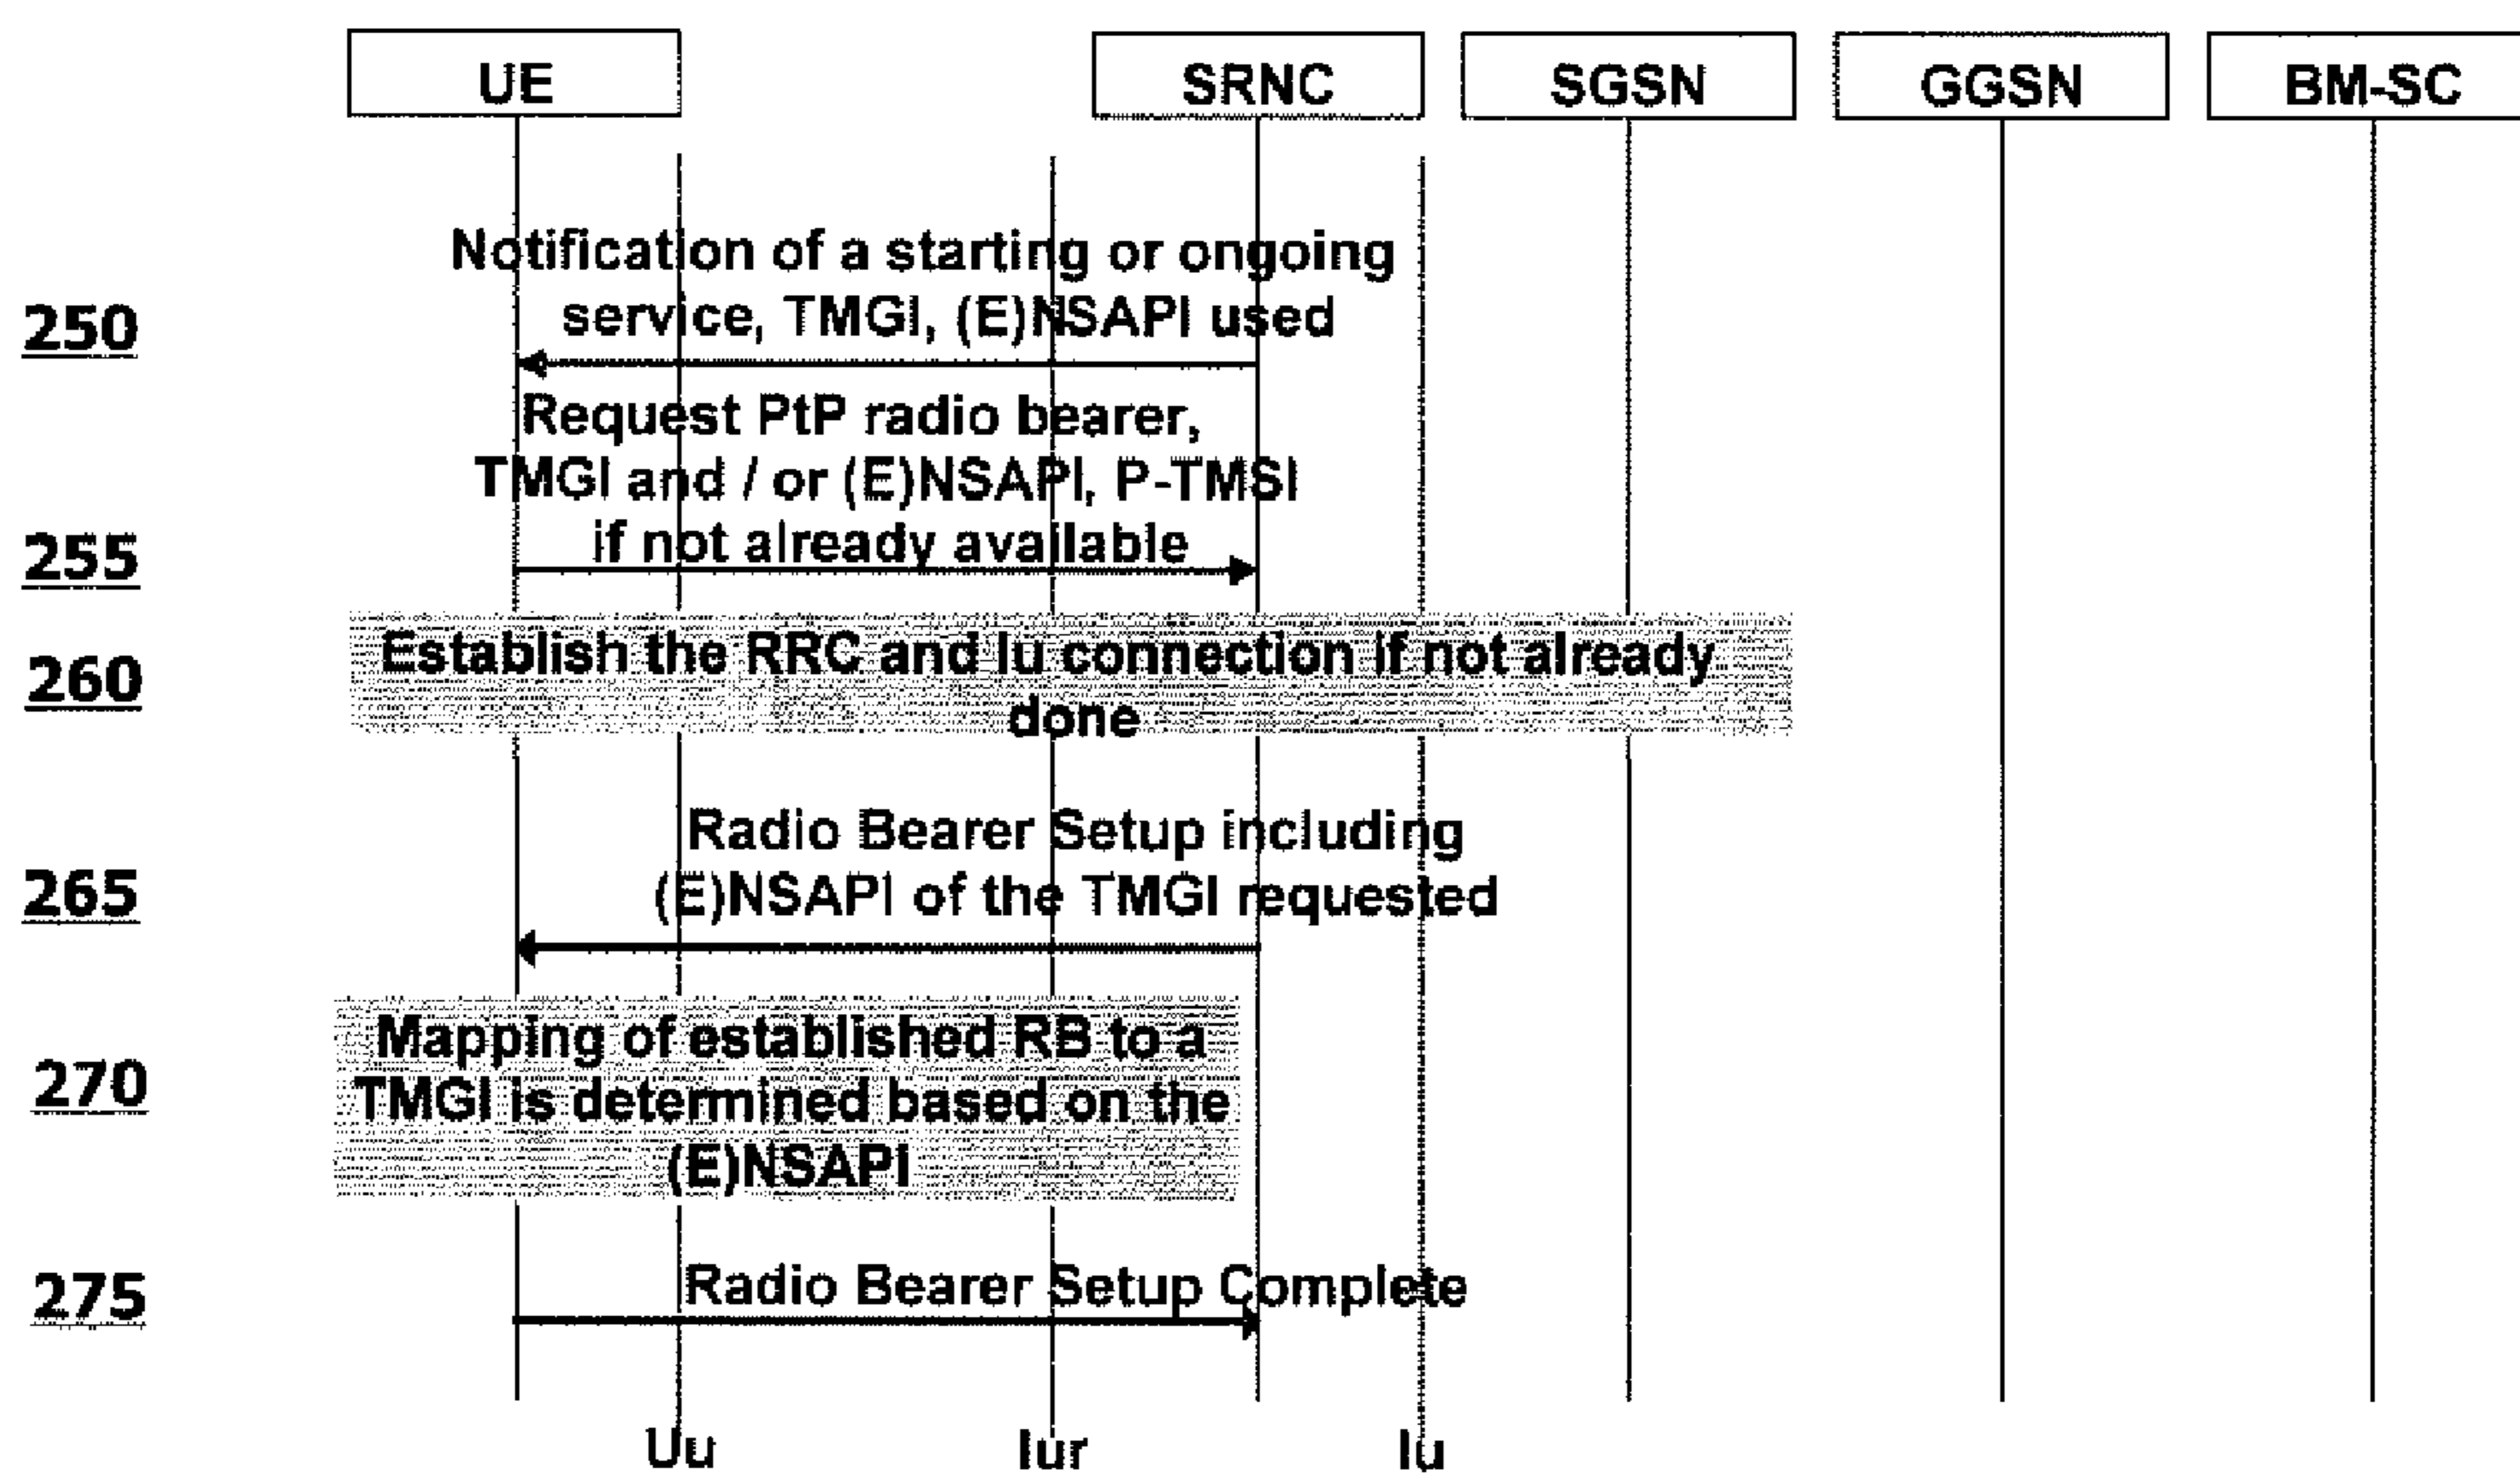 UE SRNC SGSN GGSN BM-SC
Notification of a starting or ongoing
service, TMGI, (E)NSAPI used
250
Request PtP radio bearer,
TMGI and / or (E)NSAPI, P-TMSI
if not already available
255
Establish the RRC and Iu connection if not already
done
260
Radio Bearer Setup including
(E)NSAPI of the TMGI requested
265
Mapping of established RB to a
TMGI is determined based on the
(E)NSAPI
270
Radio Bearer Setup Complete
275
Uu Iur Iu